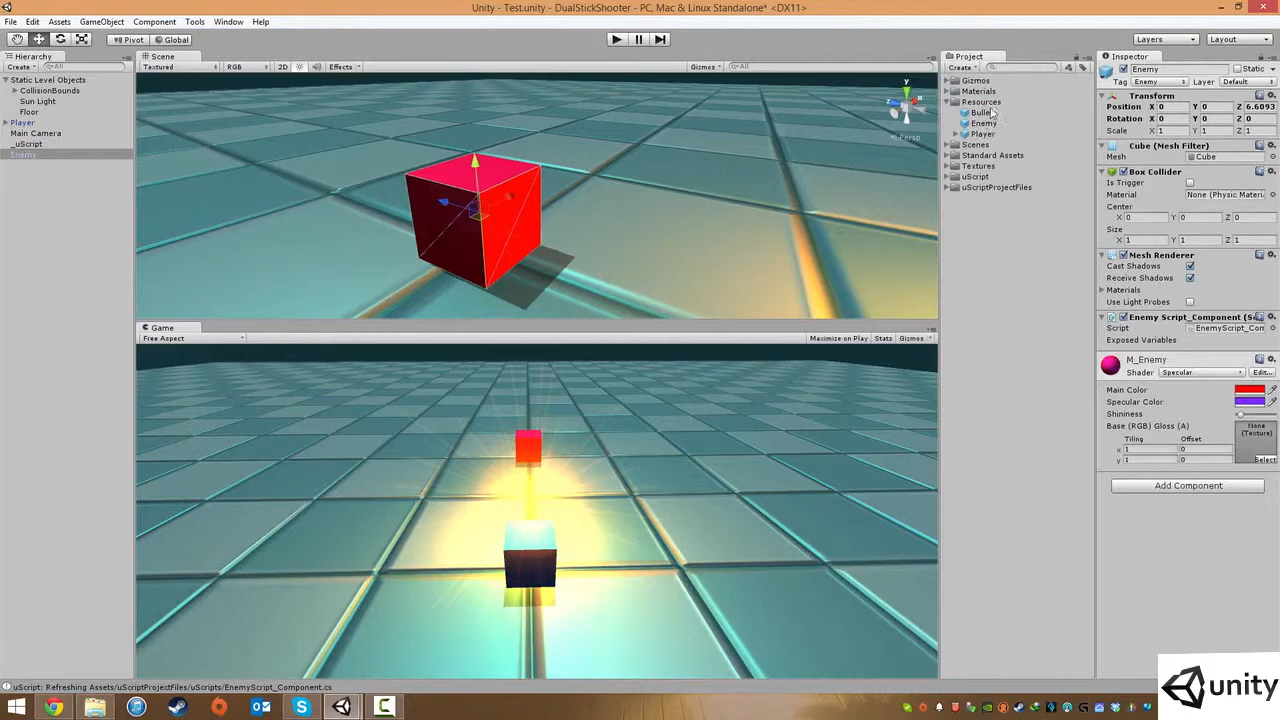 Unity - Test.unity - DualStickShooter - PC, Mac & Linux Standalone* <DX11>
File Edit Assets GameObject Component Tools Window Help
Pivot Global Layers Layout
Hierarchy
Create All
Static Level Objects
CollisionBounds
Sun Light
Floor
Player
Main Camera
_uScript
Enemy
Scene
Textured RGB 2D Effects Gizmos All
y
x
z
Persp
Game
Free Aspect Maximize on Play Stats Gizmos
Project
Create
Gizmos
Materials
Resources
Bullet
Enemy
Player
Scenes
Standard Assets
Textures
uScript
uScriptProjectFiles
Inspector
Enemy Static
Tag Enemy Layer Default
Transform
Position X 0 Y 0 Z 6.6093
Rotation X 0 Y 0 Z 0
Scale X 1 Y 1 Z 1
Cube (Mesh Filter)
Mesh Cube
Box Collider
Is Trigger
Material None (Physic Materi
Center
X 0 Y 0 Z 0
Size
X 1 Y 1 Z 1
Mesh Renderer
Cast Shadows
Receive Shadows
Materials
Use Light Probes
Enemy Script_Component (S
Script EnemyScript_Con
Exposed Variables
M_Enemy
Shader Specular Edit...
Main Color
Specular Color
Shininess
Base (RGB) Gloss (A)
None
(Texture)
Tiling Offset
x 1 0
y 1 0
Select
Add Component
uScript: Refreshing Assets/uScriptProjectFiles/uScripts/EnemyScript_Component.cs
unity